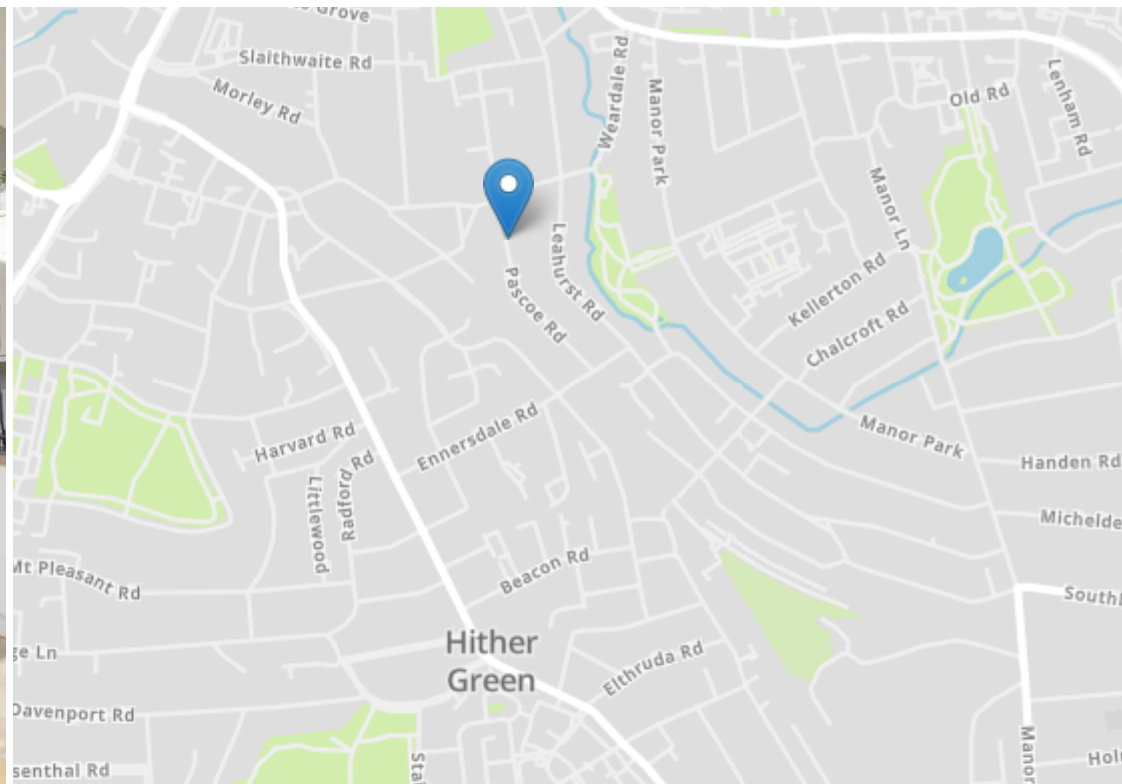 Grove
Slaithwaite Rd
Morley Rd
Weardale Rd
Manor Park
Old Rd
Lenham Rd
Manor Ln
Leahurst Rd
Pascoe Rd
Kellerton Rd
Chalcroft Rd
Harvard Rd
Ennersdale Rd
Manor Park
Radford Rd
Littlewood
Handen Rd
Michelde
Beacon Rd
Mt Pleasant Rd
South
Hither
Green
ge Ln
Elthruda Rd
Davenport Rd
Manor
Stal
senthal Rd
Hol